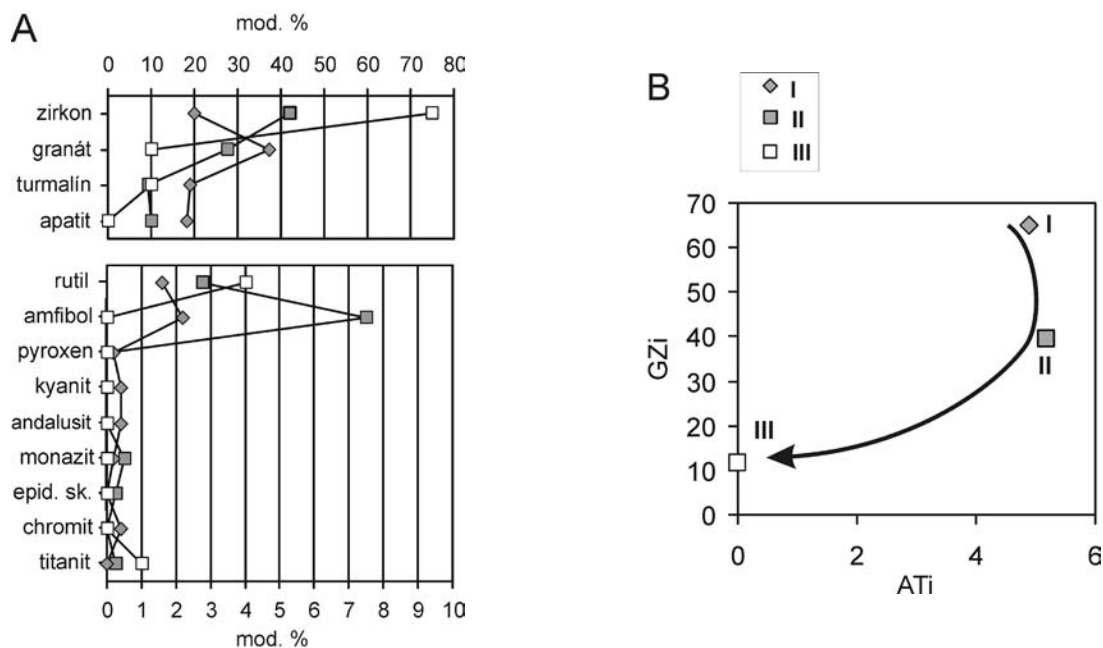 A
mod. %
0 10 20 30 40 50 60 75 80
zirkon
granát
turmalín
apatit
rutil
amfibol
pyroxen
kyanit
andalusit
monazit
epid. sk.
chromit
titanit
0 1 2 3 4 5 6 7 8 9 10
mod. %
B
I
II
III
70
60
50
40
30
20
10
0
GZi
I
II
III
0 2 4 6
ATi